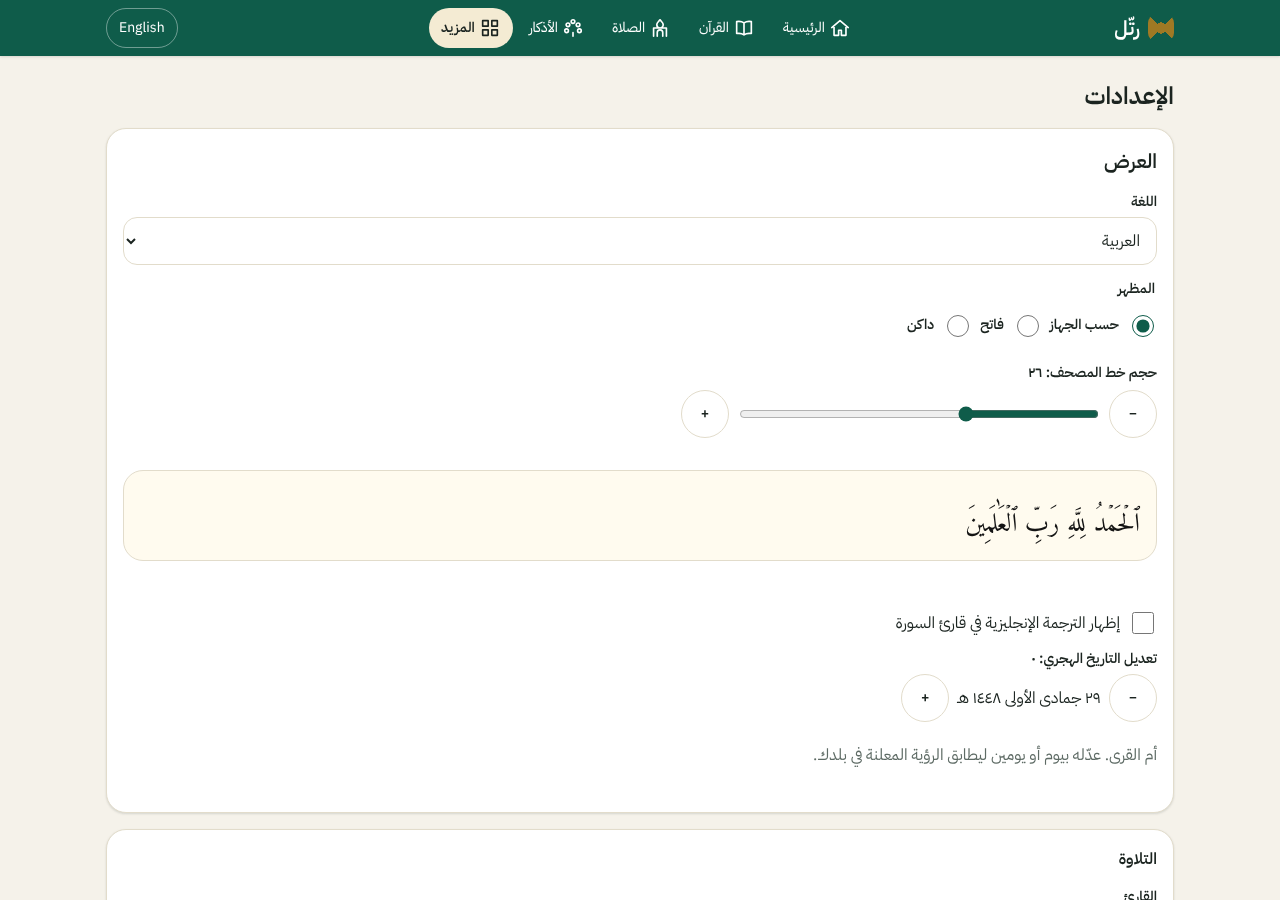 رتّل
الرئيسية
القرآن
الصلاة
الأذكار
المزيد
English
الإعدادات
العرض
اللغة
العربية
المظهر
حسب الجهاز
فاتح
داكن
حجم خط المصحف: ٢٦
−
+
ٱلْحَمْدُ لِلَّهِ رَبِّ ٱلْعَٰلَمِينَ
إظهار الترجمة الإنجليزية في قارئ السورة
تعديل التاريخ الهجري: ٠
−
٢٩ جمادى الأولى ١٤٤٨ هـ
+
أم القرى. عدّله بيوم أو يومين ليطابق الرؤية المعلنة في بلدك.
التلاوة
القارئ